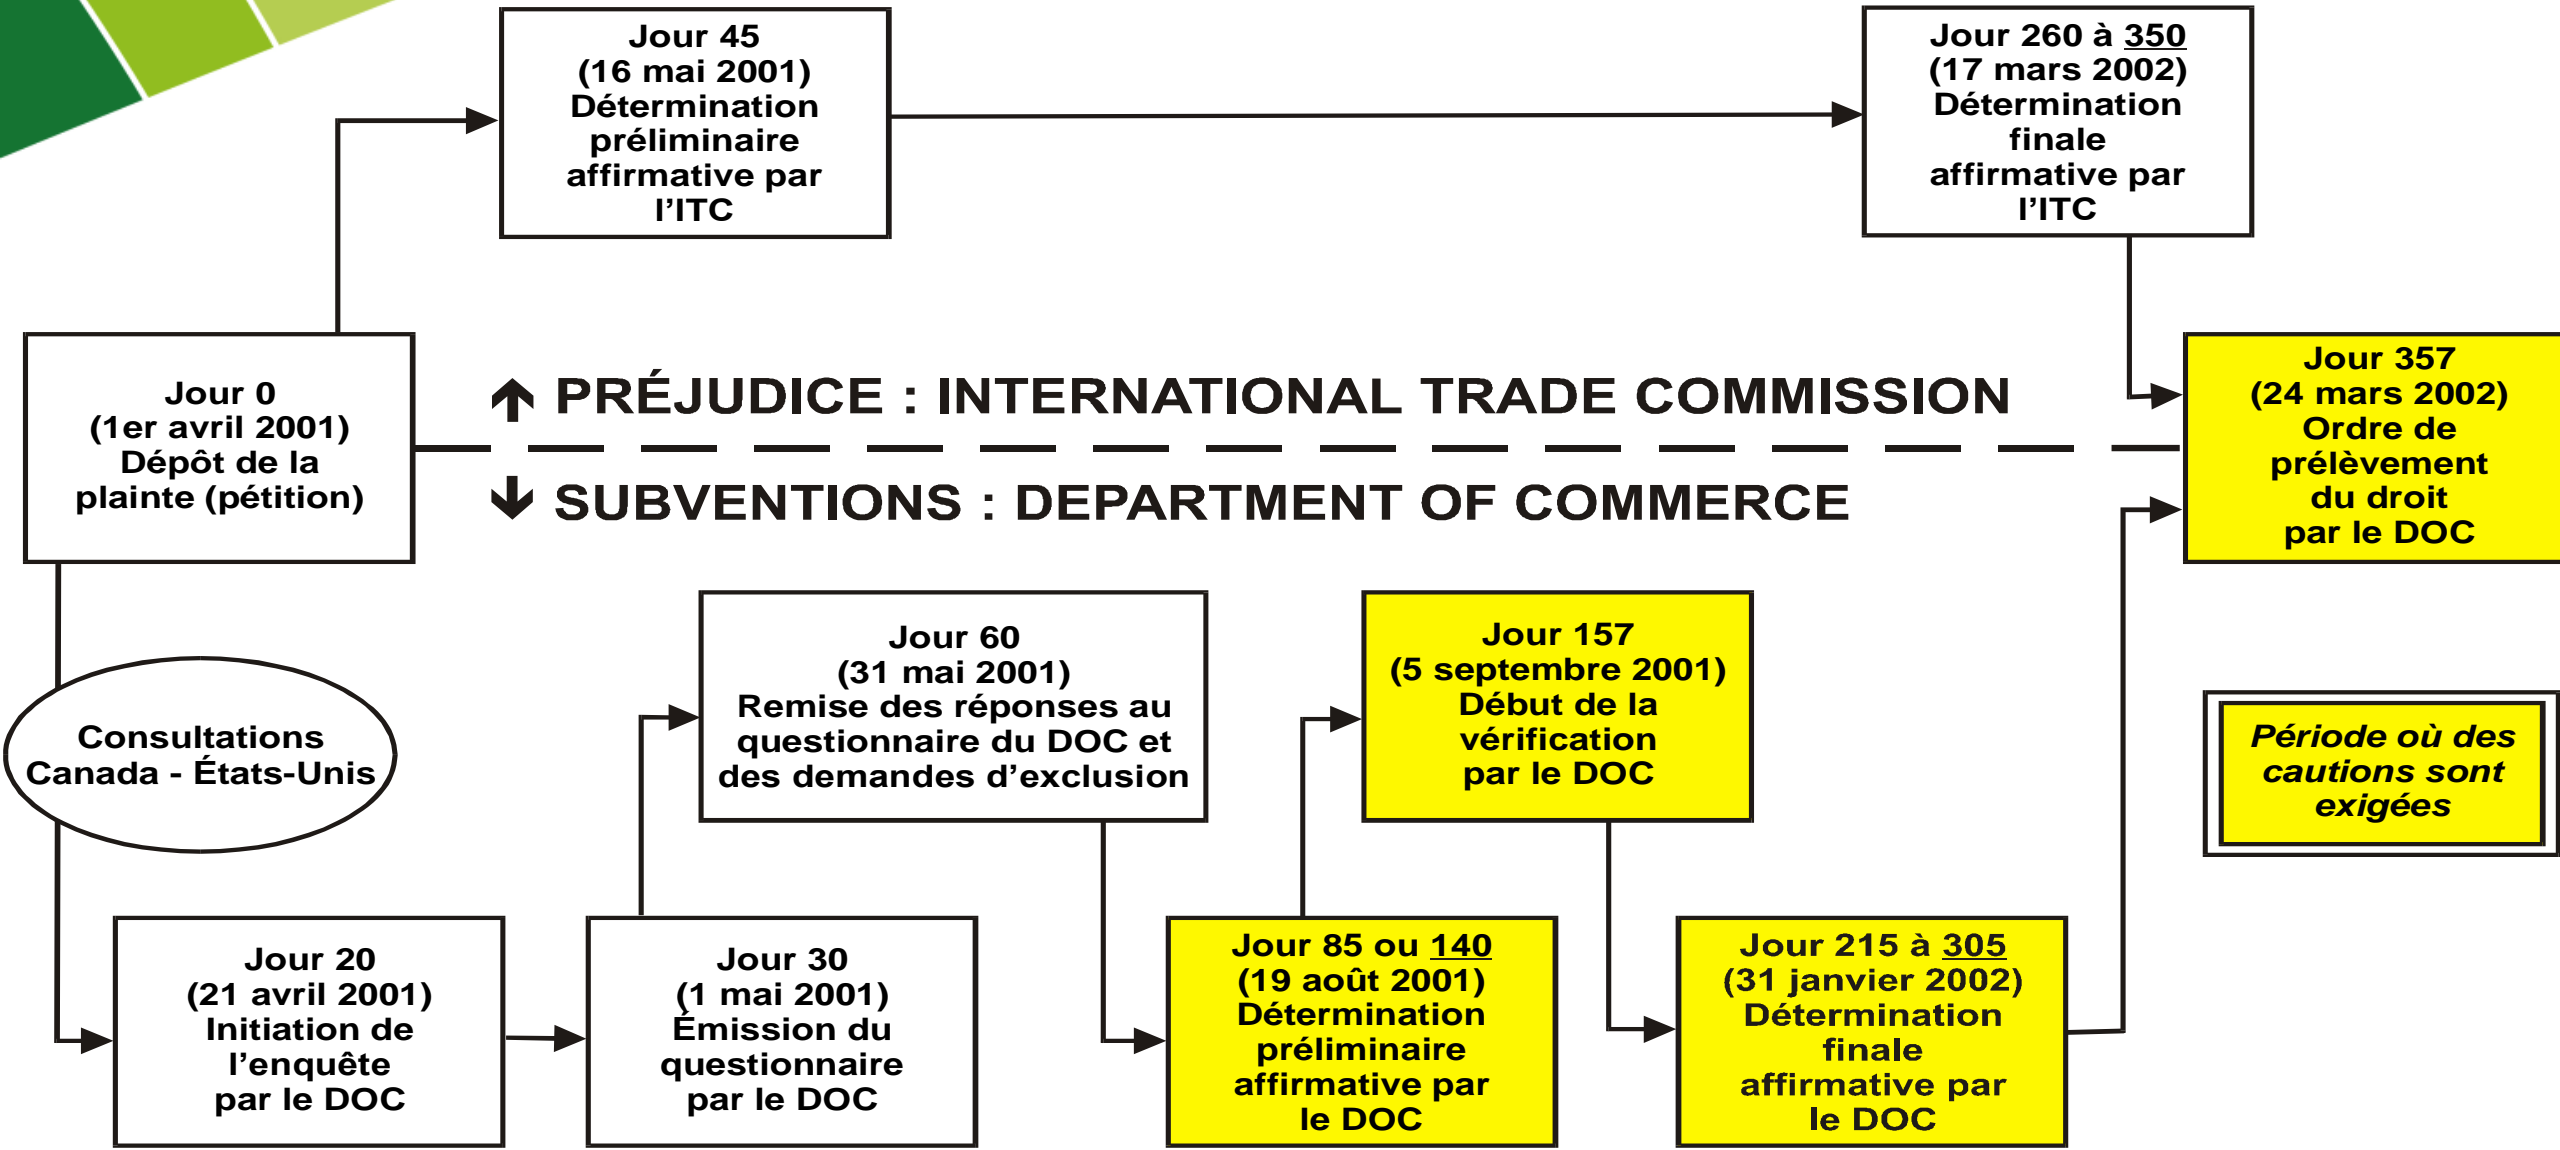 Jour 45
(16 mai 2001)
Détermination
préliminaire
affirmative par
l’ITC
Jour 260 à 350
(17 mars 2002)
Détermination
finale
affirmative par
l’ITC
Jour 0
(1er avril 2001)
Dépôt de la
plainte (pétition)
↑ PRÉJUDICE : INTERNATIONAL TRADE COMMISSION
↓ SUBVENTIONS : DEPARTMENT OF COMMERCE
Jour 357
(24 mars 2002)
Ordre de
prélèvement
du droit
par le DOC
Consultations
Canada - États-Unis
Jour 60
(31 mai 2001)
Remise des réponses au
questionnaire du DOC et
des demandes d’exclusion
Jour 157
(5 septembre 2001)
Début de la
vérification
par le DOC
Période où des
cautions sont
exigées
Jour 20
(21 avril 2001)
Initiation de
l’enquête
par le DOC
Jour 30
(1 mai 2001)
Émission du
questionnaire
par le DOC
Jour 85 ou 140
(19 août 2001)
Détermination
préliminaire
affirmative par
le DOC
Jour 215 à 305
(31 janvier 2002)
Détermination
finale
affirmative par
le DOC